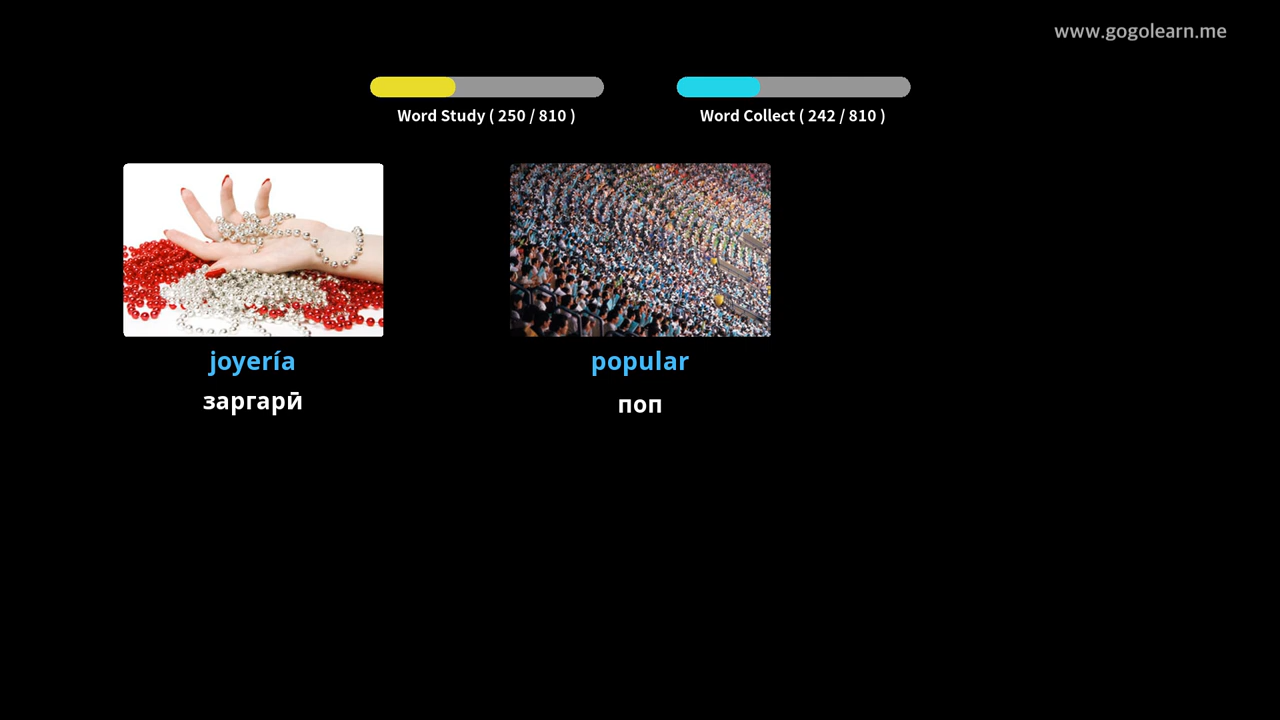 www.gogolearn.me
Word Study ( 250 / 810 )
Word Collect ( 242 / 810 )
joyería
заргарӣ
popular
поп